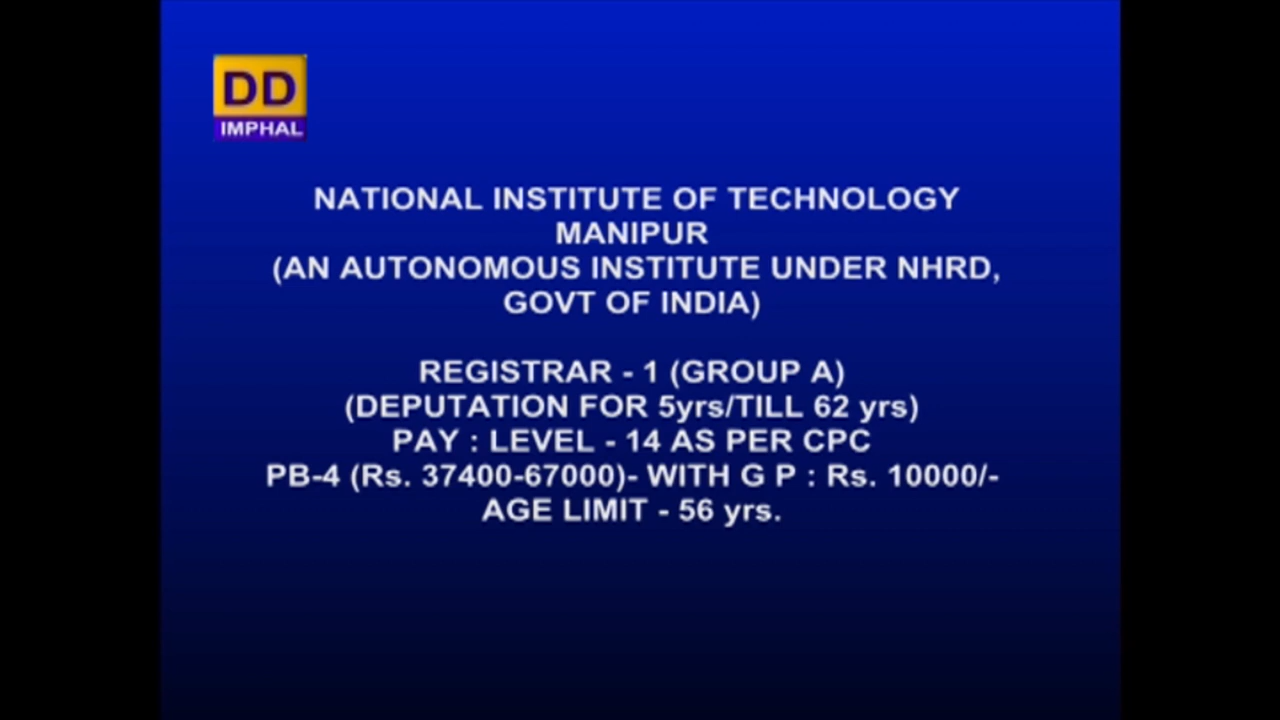 DD
IMPHAL
NATIONAL INSTITUTE OF TECHNOLOGY
MANIPUR
(AN AUTONOMOUS INSTITUTE UNDER NHRD,
GOVT OF INDIA)
REGISTRAR - 1 (GROUP A)
(DEPUTATION FOR 5yrs/TILL 62 yrs)
PAY : LEVEL - 14 AS PER CPC
PB-4 (Rs. 37400-67000)- WITH G P : Rs. 10000/-
AGE LIMIT - 56 yrs.